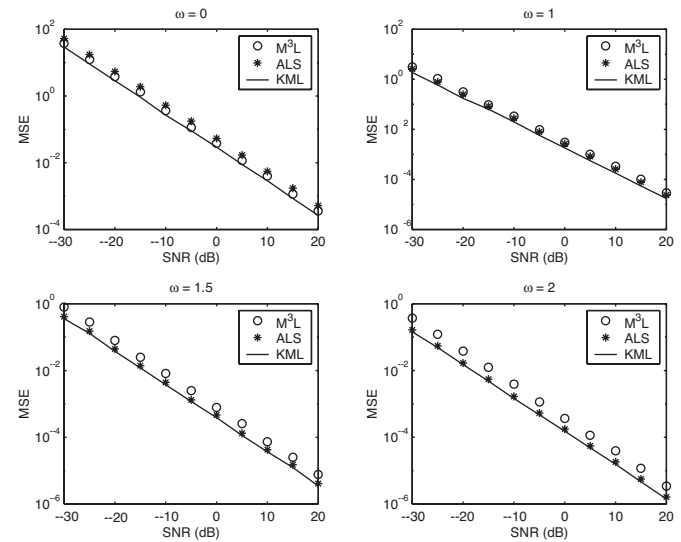 ω = 0
10^2
10^0
10^−2
10^−4
MSE
M^3L
ALS
KML
−30 --20 --10 0 10 20
SNR (dB)
ω = 1
10^2
10^0
10^−2
10^−4
10^−6
MSE
M^3L
ALS
KML
−30 --20 -10 0 10 20
SNR (dB)
ω = 1.5
10^0
10^−2
10^−4
10^−6
MSE
M^3L
ALS
KML
--30 --20 --10 0 10 20
SNR (dB)
ω = 2
10^0
10^−2
10^−4
10^−6
MSE
M^3L
ALS
KML
--30 --20 --10 0 10 20
SNR (dB)